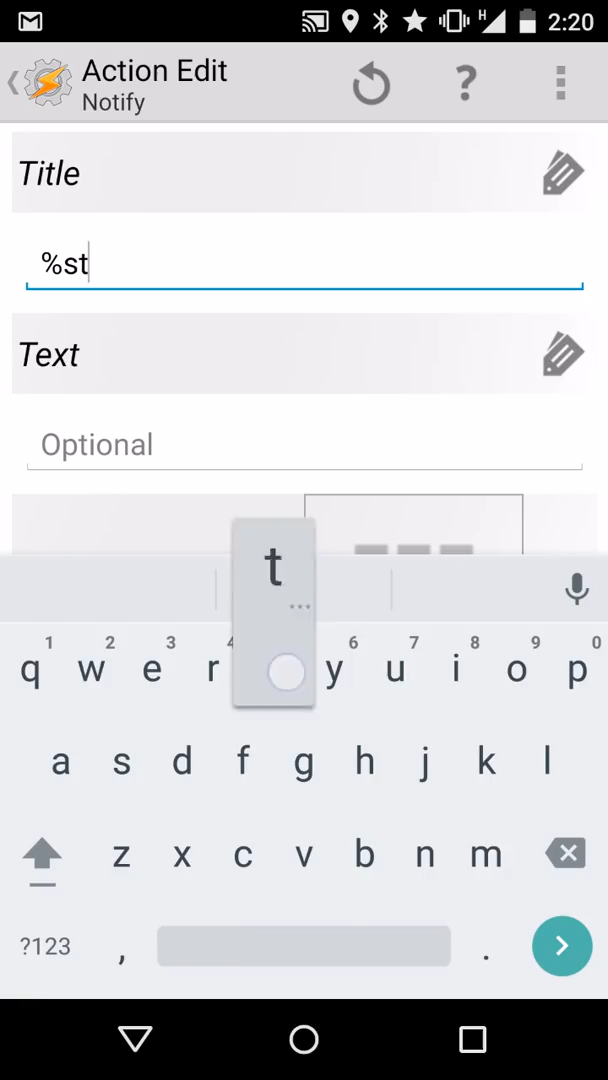 H 2:20
Action Edit
Notify
Title
%st
Text
Optional
t
1 2 3 4 6 7 8 9 0
q w e r y u i o p
a s d f g h j k l
z x c v b n m
?123 , .